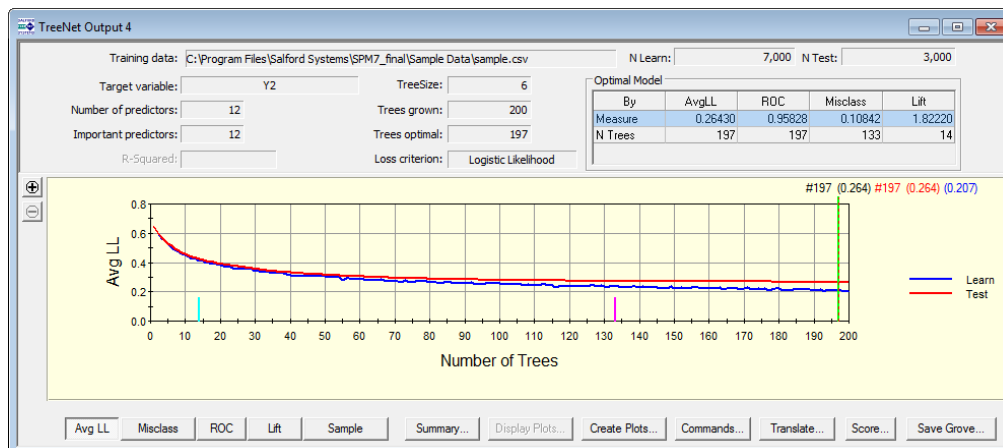 TreeNet Output 4
Training data: C:\Program Files\Salford Systems\SPM7_final\Sample Data\sample.csv N Learn: 7,000 N Test: 3,000
Target variable: Y2 TreeSize: 6
Number of predictors: 12 Trees grown: 200
Important predictors: 12 Trees optimal: 197
R-Squared: Loss criterion: Logistic Likelihood
Optimal Model
By AvgLL ROC Misclass Lift
Measure 0.26430 0.95828 0.10842 1.82220
N Trees 197 197 133 14
#197 (0.264) #197 (0.264) (0.207)
Avg LL
0.8
0.6
0.4
0.2
0.0
0 10 20 30 40 50 60 70 80 90 100 110 120 130 140 150 160 170 180 190 200
Number of Trees
Learn
Test
Avg LL Misclass ROC Lift Sample Summary... Display Plots... Create Plots... Commands... Translate... Score... Save Grove...